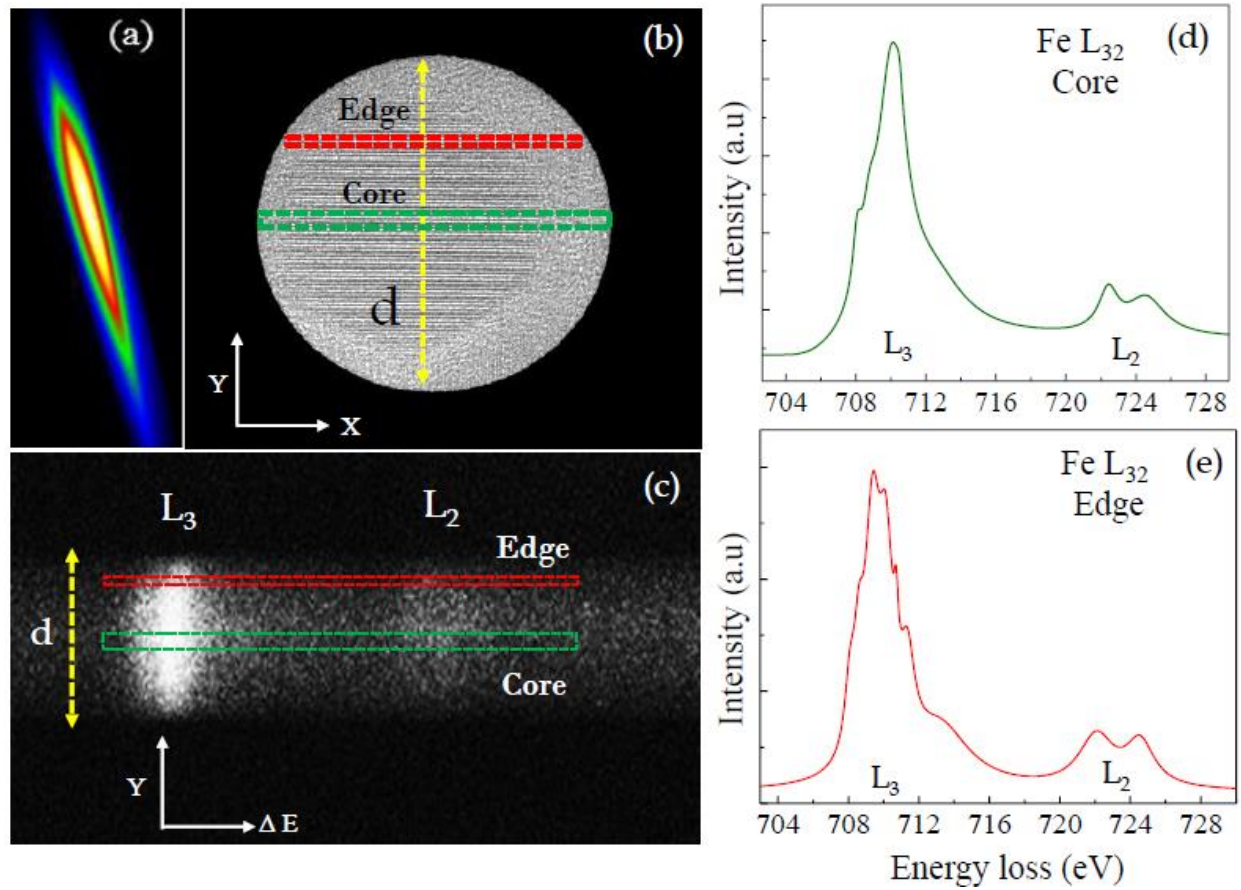 (a)
(b)
Edge
Core
d
Y
X
(c)
L₃
L₂
Edge
d
Core
Y
Δ E
(d)
Fe L₃₂
Core
Intensity (a.u)
L₃
L₂
704 708 712 716 720 724 728
(e)
Fe L₃₂
Edge
Intensity (a.u)
L₃
L₂
704 708 712 716 720 724 728
Energy loss (eV)